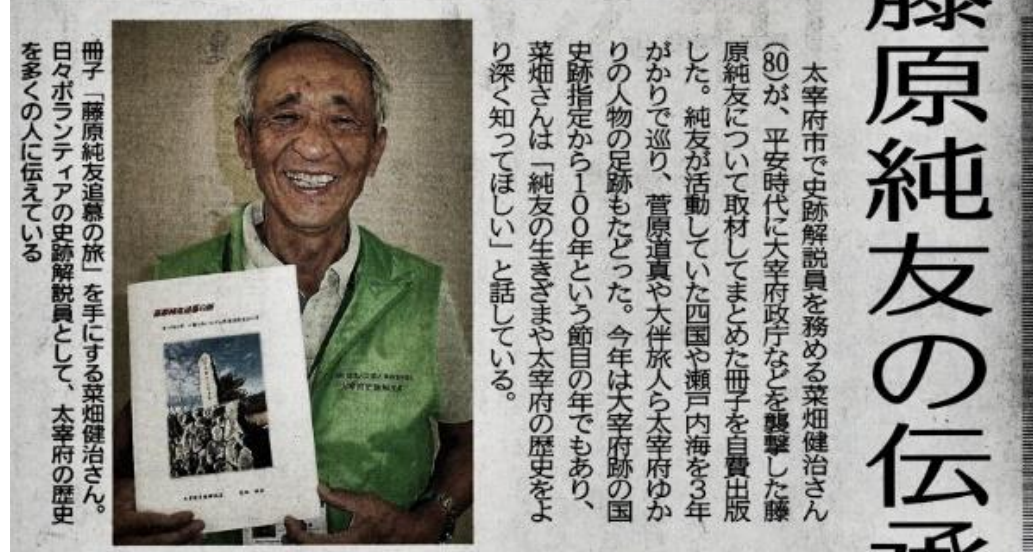 藤原純友の伝承
太宰府市で史跡解説員を務める菜畑健治さん
(80)が、平安時代に大宰府政庁などを襲撃した藤
原純友について取材してまとめた冊子を自費出版
した。純友が活動していた四国や瀬戸内海を3年
がかりで巡り、菅原道真や大伴旅人ら太宰府ゆか
りの人物の足跡もたどった。今年は大宰府跡の国
史跡指定から100年という節目の年でもあり、
菜畑さんは「純友の生きざまや太宰府の歴史をよ
り深く知ってほしい」と話している。
冊子「藤原純友追慕の旅」を手にする菜畑健治さん。
日々ボランティアの史跡解説員として、太宰府の歴史
を多くの人に伝えている
藤原純友追慕の旅